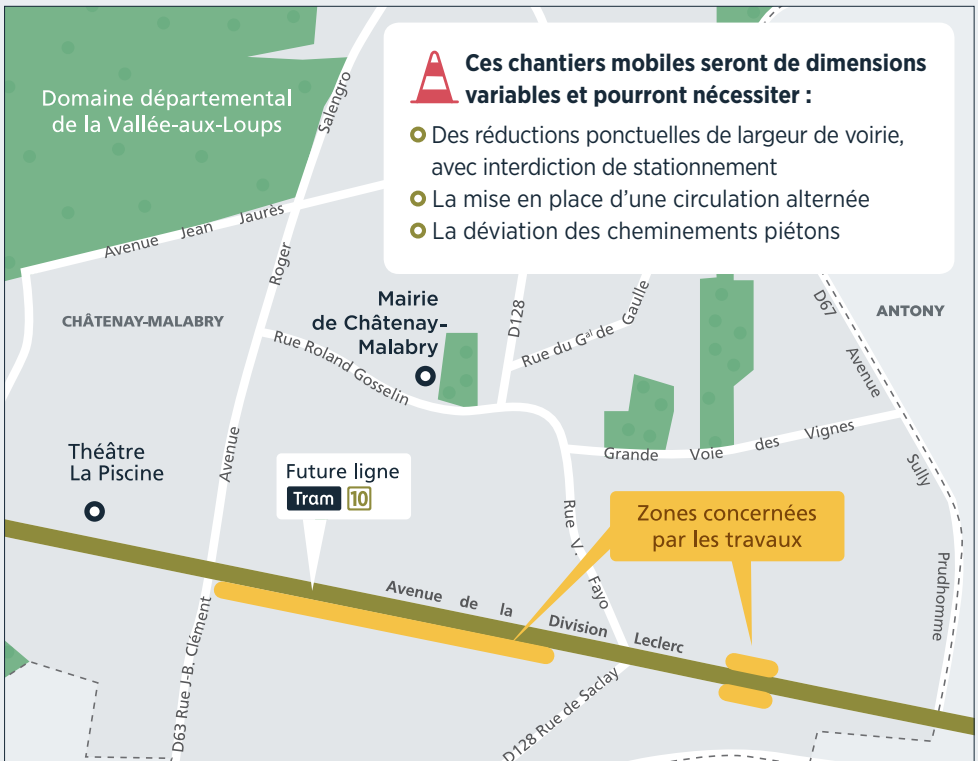 Ces chantiers mobiles seront de dimensions
variables et pourront nécessiter :
Des réductions ponctuelles de largeur de voirie,
avec interdiction de stationnement
La mise en place d'une circulation alternée
La déviation des cheminements piétons
Domaine départemental
de la Vallée-aux-Loups
Avenue Jean Jaurès
Avenue Roger Salengro
CHÂTENAY-MALABRY
Mairie
de Châtenay-
Malabry
D128
Rue du Gal de Gaulle
D67
ANTONY
Avenue Sully Prudhomme
Rue Roland Gosselin
Grande Voie des Vignes
Théâtre
La Piscine
Future ligne
Tram 10
Rue V. Fayo
Zones concernées
par les travaux
Avenue de la Division Leclerc
D63 Rue J-B. Clément
D128 Rue de Saclay